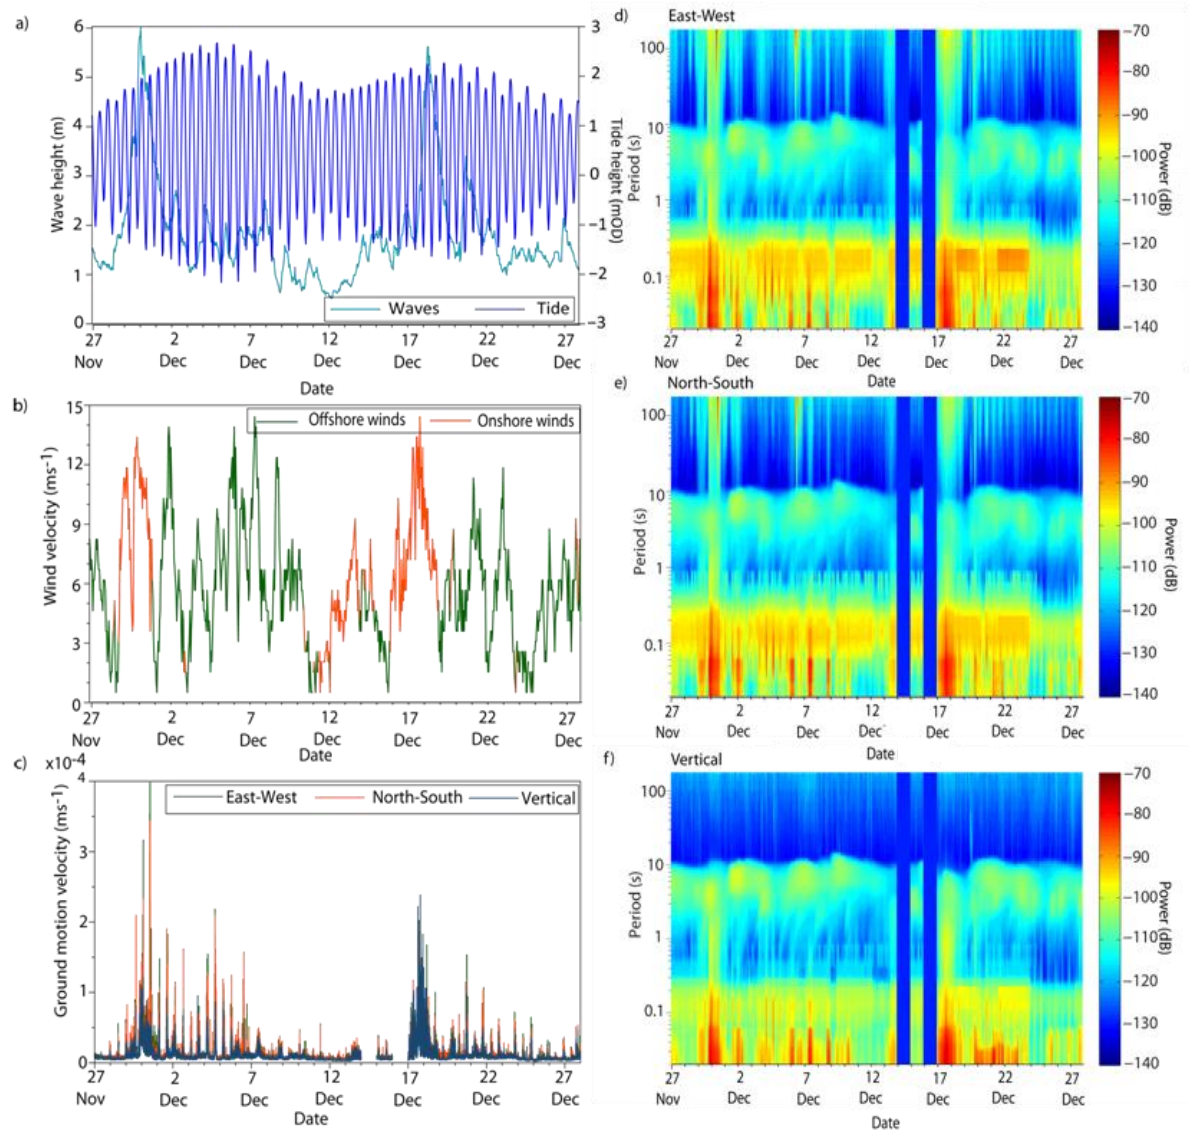 a)
6
5
4
3
2
1
0
Wave height (m)
3
2
1
0
−1
−2
−3
Tide height (mOD)
Waves
Tide
27 2 7 12 17 22 27
Nov Dec Dec Dec Dec Dec Dec
Date
b)
15
12
9
6
3
0
Wind velocity (ms-1)
Offshore winds
Onshore winds
27 2 7 12 17 22 27
Nov Dec Dec Dec Dec Dec Dec
Date
c)
x10-4
4
3
2
1
0
Ground motion velocity (ms-1)
East-West
North-South
Vertical
27 2 7 12 17 22 27
Nov Dec Dec Dec Dec Dec Dec
Date
d)
East-West
100
10
1
0.1
Period (s)
−70
−80
−90
−100
−110
−120
−130
−140
Power (dB)
27 2 7 12 17 22 27
Nov Dec Dec Dec Dec Dec Dec
Date
e)
North-South
100
10
1
0.1
Period (s)
−70
−80
−90
−100
−110
−120
−130
−140
Power (dB)
27 2 7 12 17 22 27
Nov Dec Dec Dec Dec Dec Dec
Date
f)
Vertical
100
10
1
0.1
Period (s)
−70
−80
−90
−100
−110
−120
−130
−140
Power (dB)
27 2 7 12 17 22 27
Nov Dec Dec Dec Dec Dec Dec
Date